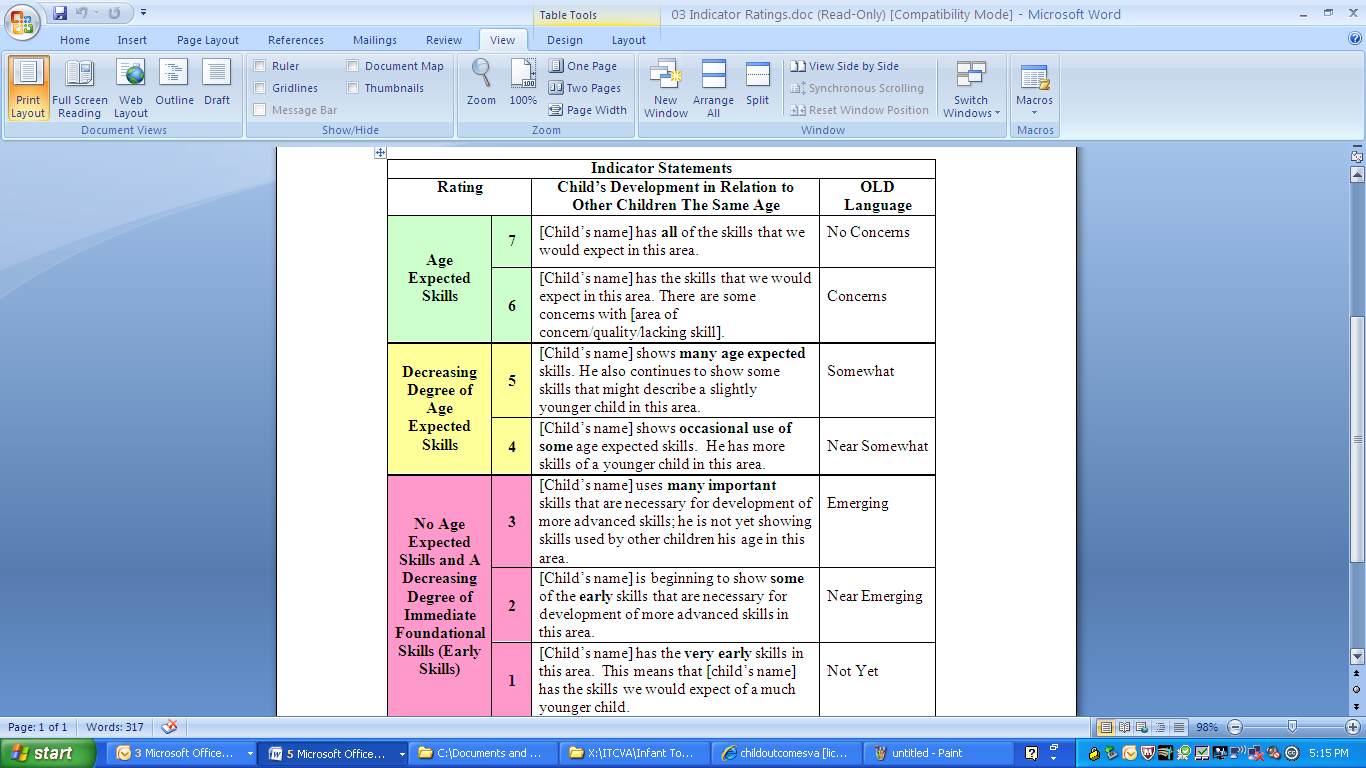 Table Tools
03 Indicator Ratings.doc (Read-Only) [Compatibility Mode] - Microsoft Word
Home Insert Page Layout References Mailings Review View Design Layout
Print Layout
Full Screen Reading
Web Layout
Outline
Draft
Document Views
Ruler
Gridlines
Message Bar
Document Map
Thumbnails
Show/Hide
Zoom
100%
One Page
Two Pages
Page Width
Zoom
New Window
Arrange All
Split
View Side by Side
Synchronous Scrolling
Reset Window Position
Window
Switch Windows
Macros
Macros
Indicator Statements
Rating
Child's Development in Relation to
Other Children The Same Age
OLD
Language
Age
Expected
Skills
7
[Child's name] has all of the skills that we
would expect in this area.
No Concerns
6
[Child's name] has the skills that we would
expect in this area. There are some
concerns with [area of
concern/quality/lacking skill].
Concerns
Decreasing
Degree of
Age
Expected
Skills
5
[Child's name] shows many age expected
skills. He also continues to show some
skills that might describe a slightly
younger child in this area.
Somewhat
4
[Child's name] shows occasional use of
some age expected skills. He has more
skills of a younger child in this area.
Near Somewhat
No Age
Expected
Skills and A
Decreasing
Degree of
Immediate
Foundational
Skills (Early
Skills)
3
[Child's name] uses many important
skills that are necessary for development of
more advanced skills; he is not yet showing
skills used by other children his age in this
area.
Emerging
2
[Child's name] is beginning to show some
of the early skills that are necessary for
development of more advanced skills in
this area.
Near Emerging
1
[Child's name] has the very early skills in
this area. This means that [child's name]
has the skills we would expect of a much
younger child.
Not Yet
Page: 1 of 1 Words: 317
98%
start
3 Microsoft Office...
5 Microsoft Office...
C:\Documents and ...
X:\ITCVA\Infant To...
childoutcomesva [lic...
untitled - Paint
5:15 PM